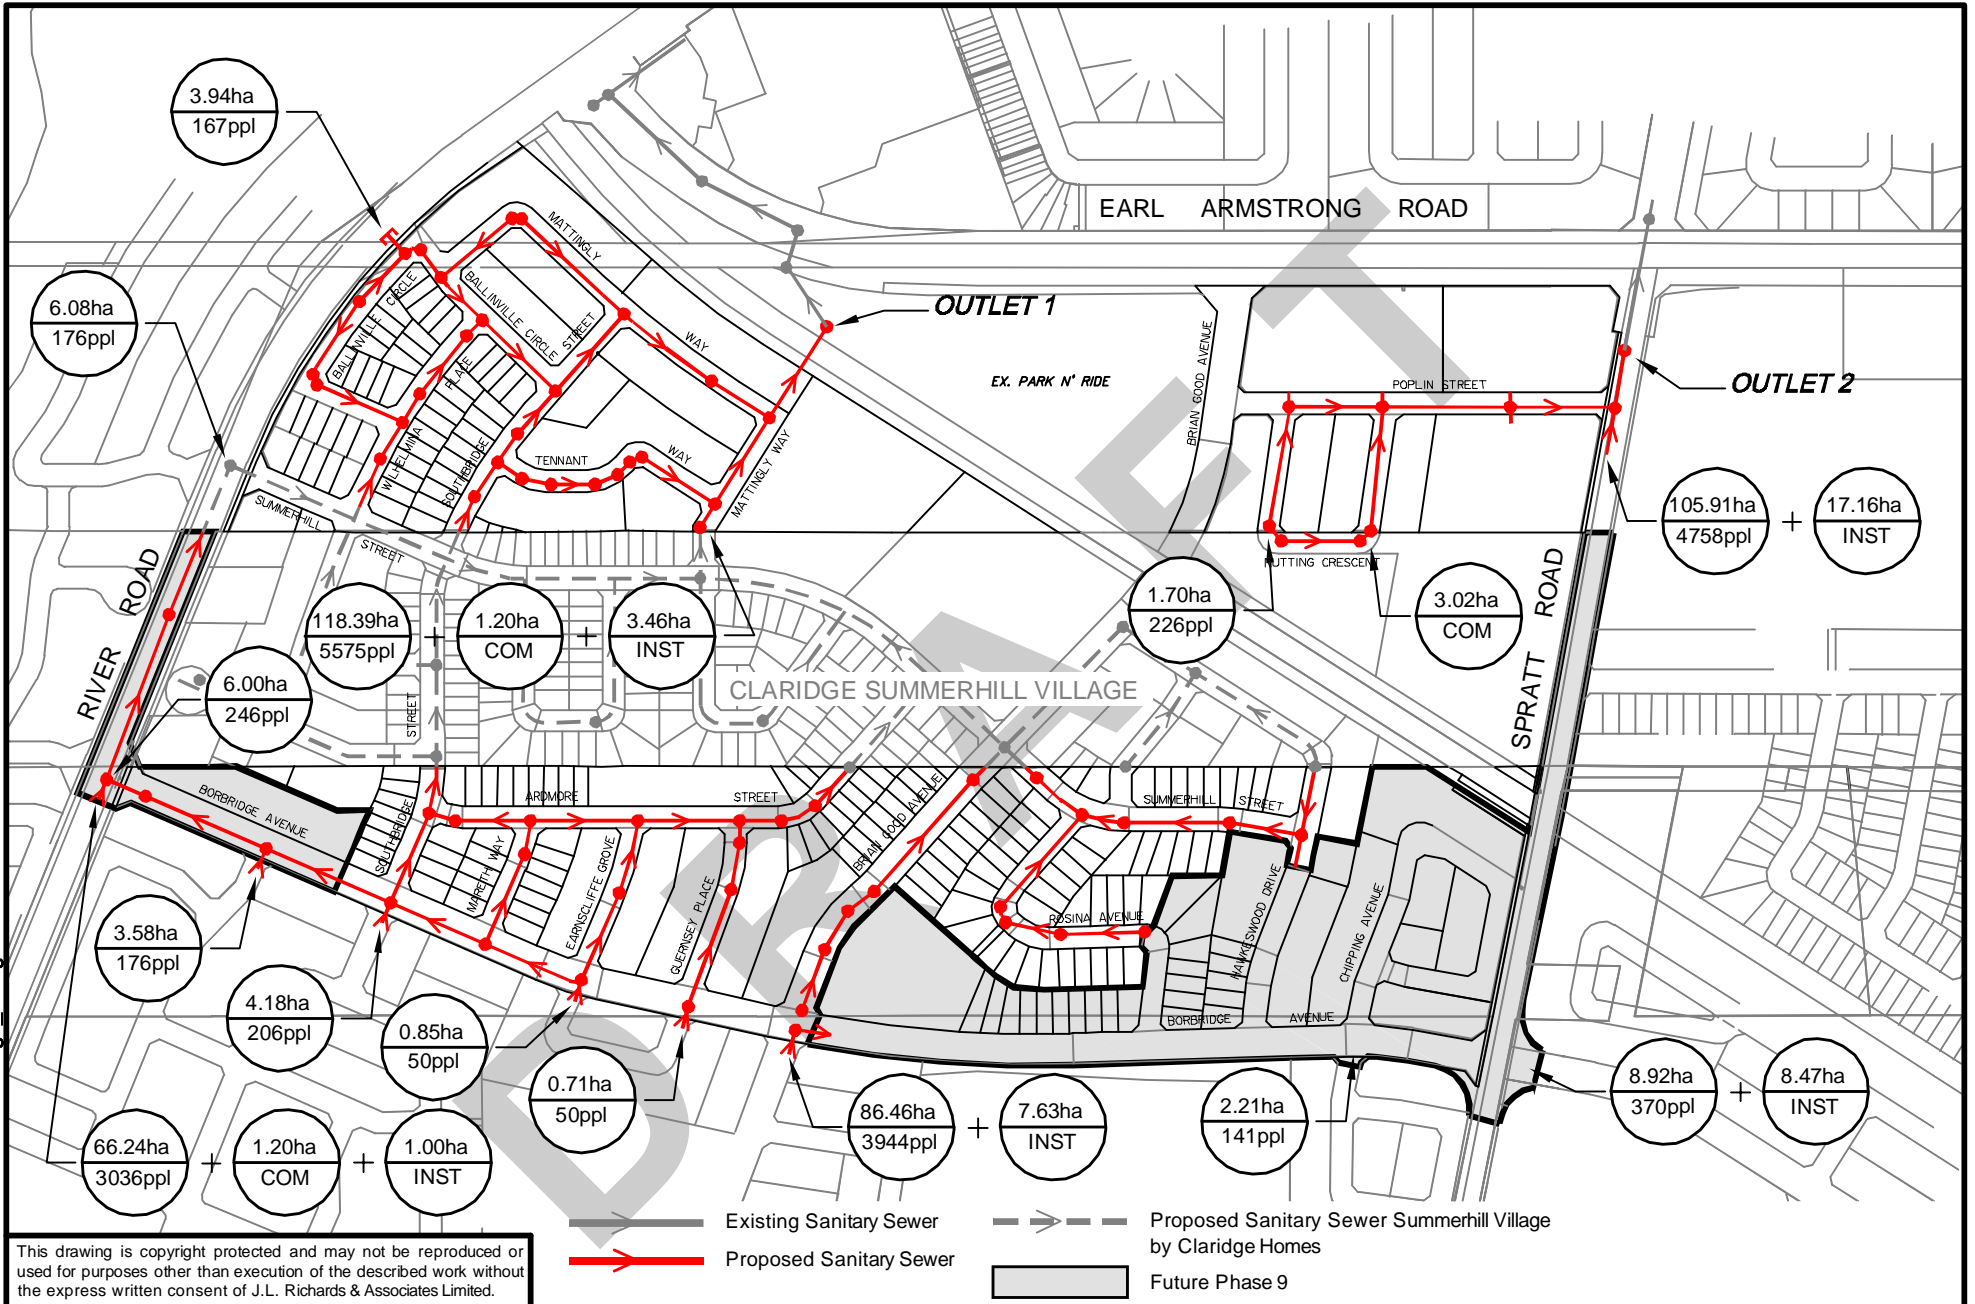 3.94ha
167ppl
EARL ARMSTRONG ROAD
MATTINGLY
WAY
BALLINVILLE CIRCLE
BALLINVILLE CIRCLE
STREET
6.08ha
176ppl
OUTLET 1
EX. PARK N' RIDE
BRIAN GOOD AVENUE
POPLIN STREET
OUTLET 2
PLACE
WILHELMINA
SOUTHBRIDGE
TENNANT WAY
MATTINGLY WAY
SUMMERHILL
STREET
105.91ha
4758ppl
+
17.16ha
INST
RIVER ROAD
PUTTING CRESCENT
SPRATT ROAD
118.39ha
5575ppl
+
1.20ha
COM
+
3.46ha
INST
1.70ha
226ppl
3.02ha
COM
6.00ha
246ppl
STREET
CLARIDGE SUMMERHILL VILLAGE
BORBRIDGE AVENUE
SOUTHBRIDGE
ARDMORE STREET
MAREITH WAY
EARNSCLIFFE GROVE
GUERNSEY PLACE
BRIAN GOOD AVENUE
SUMMERHILL STREET
ROSINA AVENUE
HAWKESWOOD DRIVE
CHIPPING AVENUE
BORBRIDGE AVENUE
3.58ha
176ppl
4.18ha
206ppl
0.85ha
50ppl
0.71ha
50ppl
86.46ha
3944ppl
+
7.63ha
INST
2.21ha
141ppl
8.92ha
370ppl
+
8.47ha
INST
66.24ha
3036ppl
+
1.20ha
COM
+
1.00ha
INST
DRAFT
Existing Sanitary Sewer
Proposed Sanitary Sewer
Proposed Sanitary Sewer Summerhill Village
by Claridge Homes
Future Phase 9
This drawing is copyright protected and may not be reproduced or
used for purposes other than execution of the described work without
the express written consent of J.L. Richards & Associates Limited.